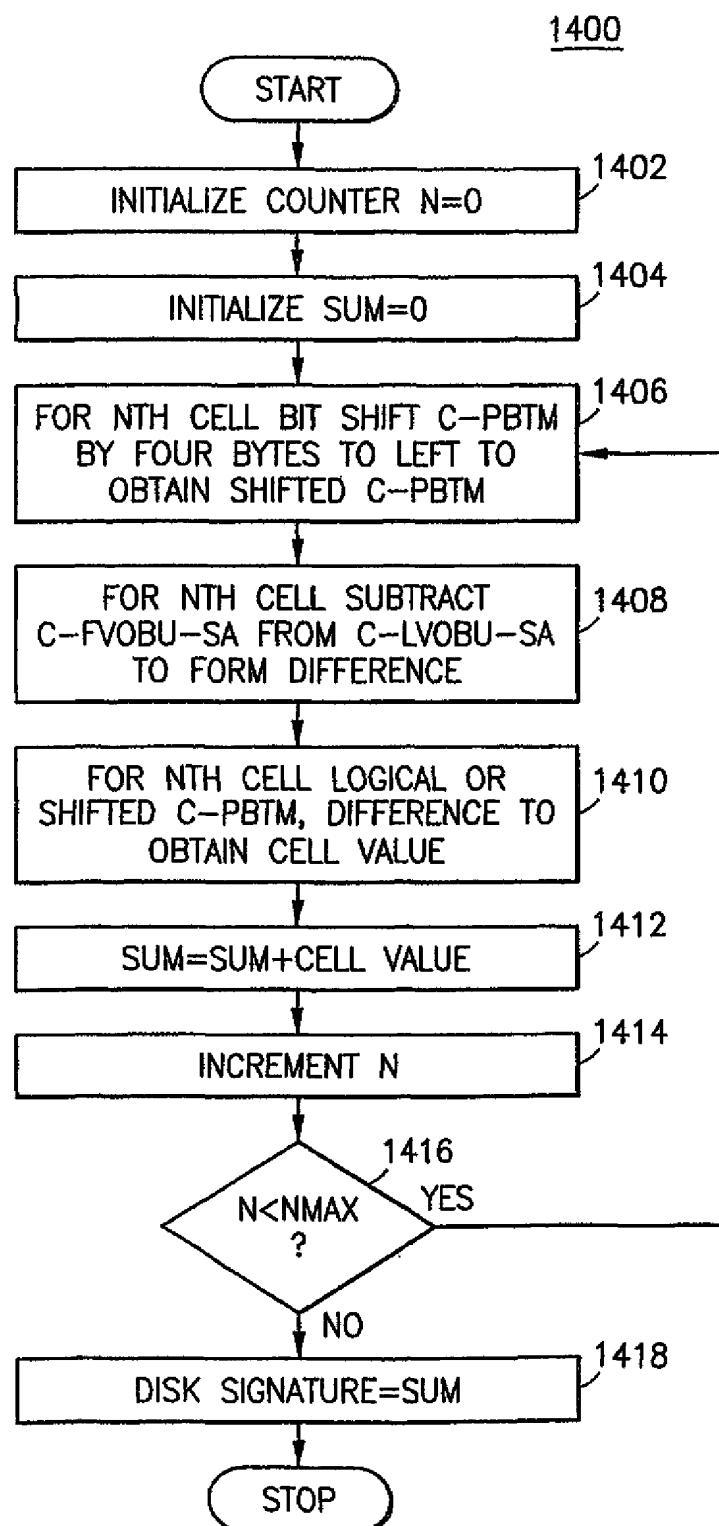 1400
START
1402
INITIALIZE COUNTER N=0
1404
INITIALIZE SUM=0
1406
FOR NTH CELL BIT SHIFT C-PBTM
BY FOUR BYTES TO LEFT TO
OBTAIN SHIFTED C-PBTM
1408
FOR NTH CELL SUBTRACT
C-FVOBU-SA FROM C-LVOBU-SA
TO FORM DIFFERENCE
1410
FOR NTH CELL LOGICAL OR
SHIFTED C-PBTM, DIFFERENCE TO
OBTAIN CELL VALUE
1412
SUM=SUM+CELL VALUE
1414
INCREMENT N
1416
N<NMAX
?
YES
NO
1418
DISK SIGNATURE=SUM
STOP